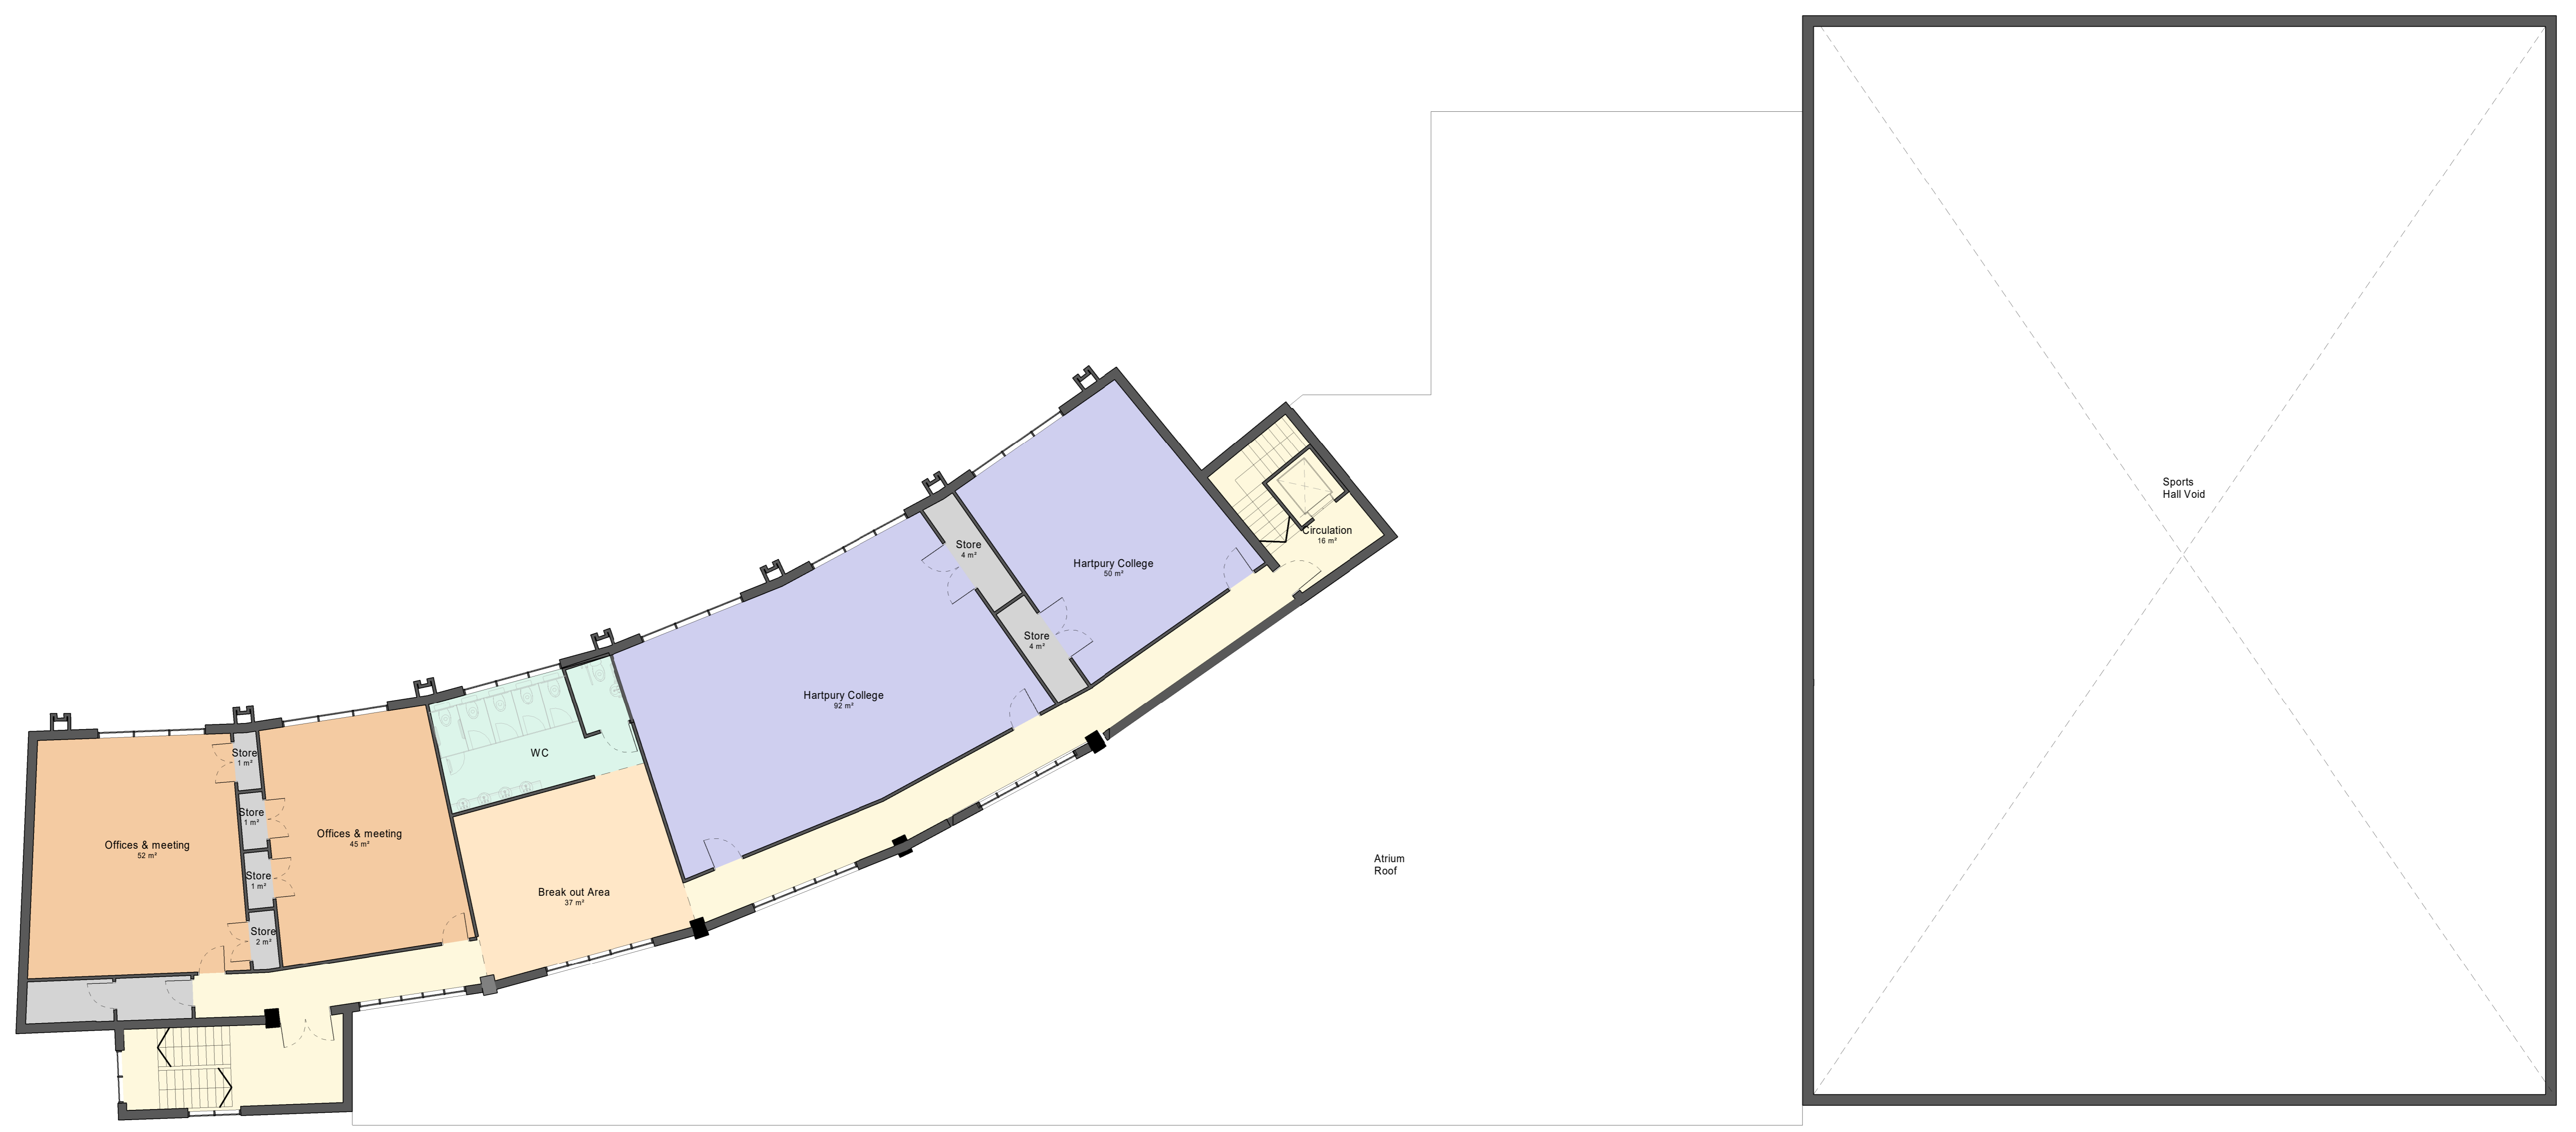 Sports
Hall Void
Circulation
16 m²
Store
4 m²
Hartpury College
50 m²
Store
4 m²
Hartpury College
92 m²
WC
Store
1 m²
Store
1 m²
Offices & meeting
45 m²
Offices & meeting
52 m²
Store
1 m²
Break out Area
37 m²
Store
2 m²
Atrium
Roof